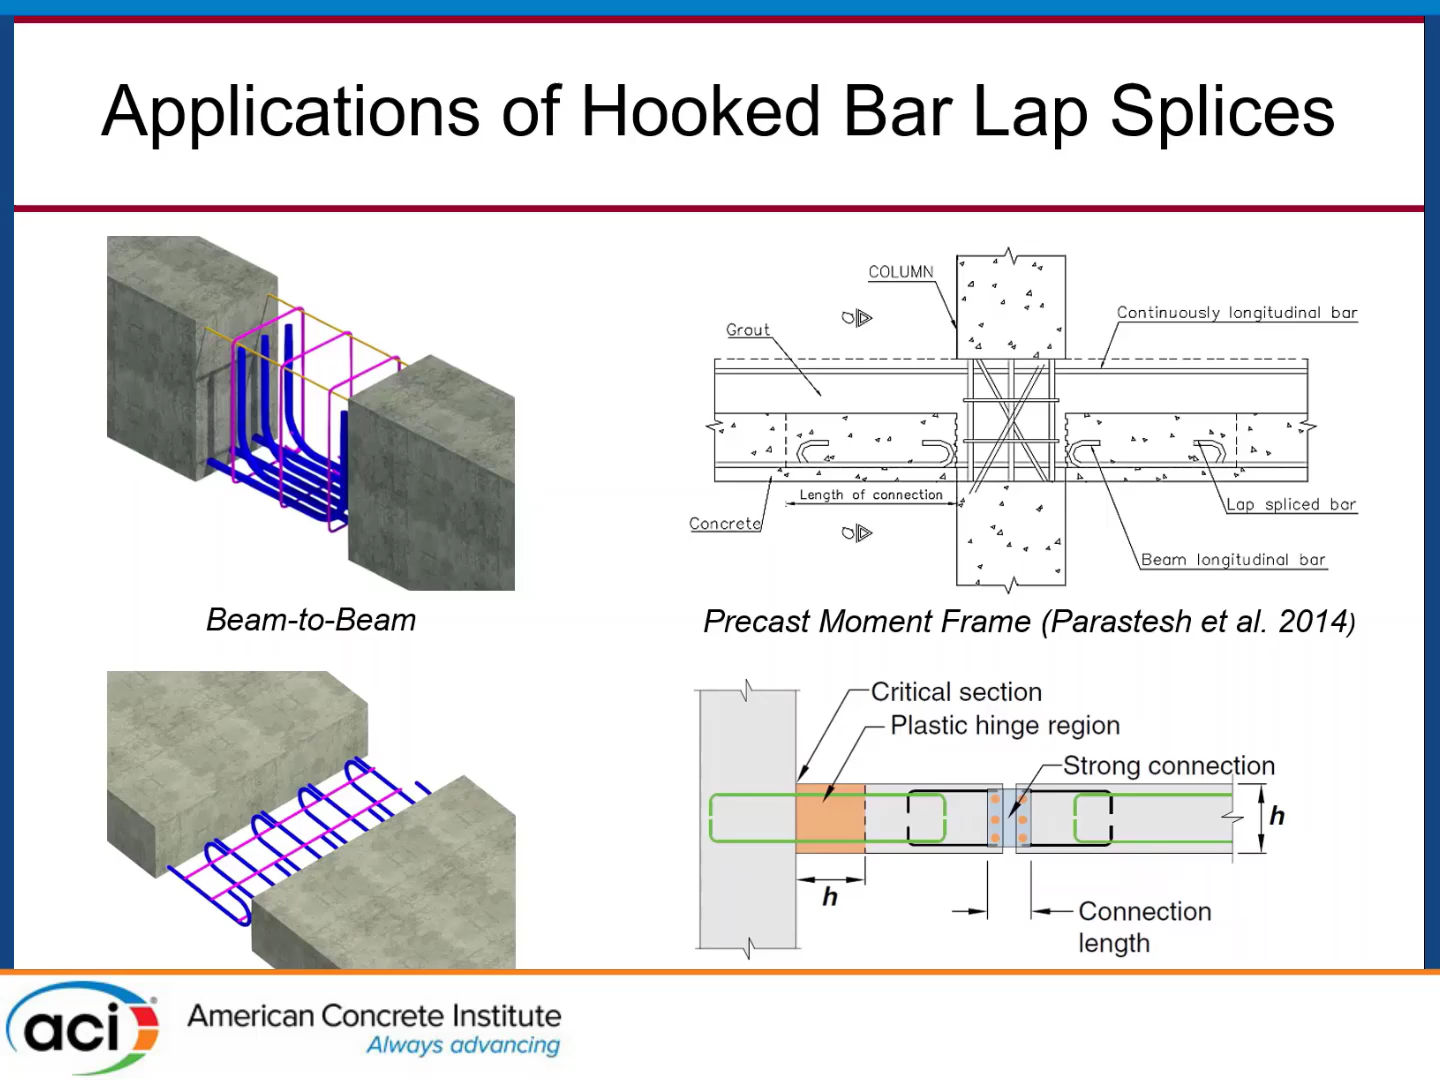 Applications of Hooked Bar Lap Splices
COLUMN
Continuously longitudinal bar
Grout
Length of connection
Lap spliced bar
Concrete
Beam longitudinal bar
Beam-to-Beam
Precast Moment Frame (Parastesh et al. 2014)
Critical section
Plastic hinge region
Strong connection
h
h
Connection
length
aci
American Concrete Institute
Always advancing